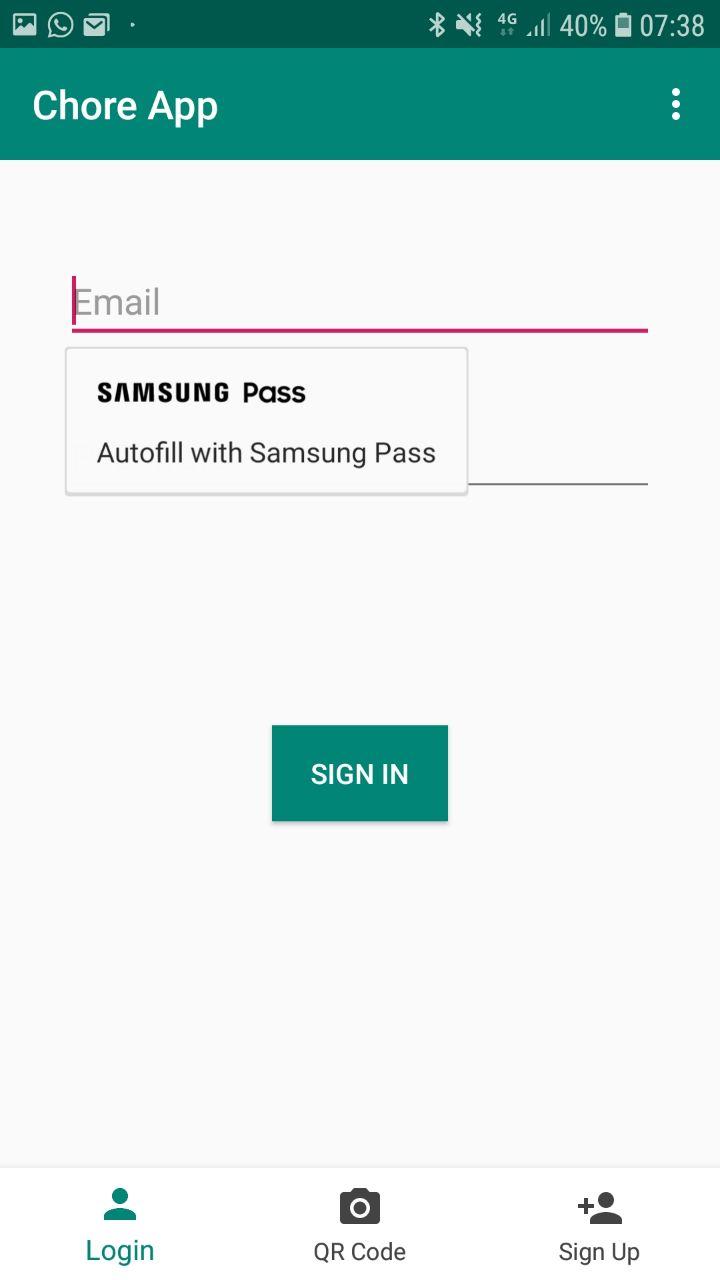 4G 40% 07:38
Chore App
Email
SAMSUNG Pass
Autofill with Samsung Pass
SIGN IN
Login QR Code Sign Up